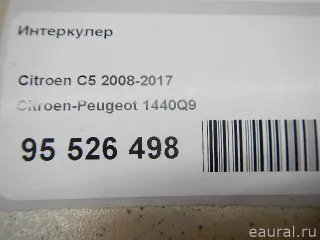 Интеркулер
Citroen C5 2008-2017
Citroen-Peugeot 1440Q9
95 526 498
eaural.ru